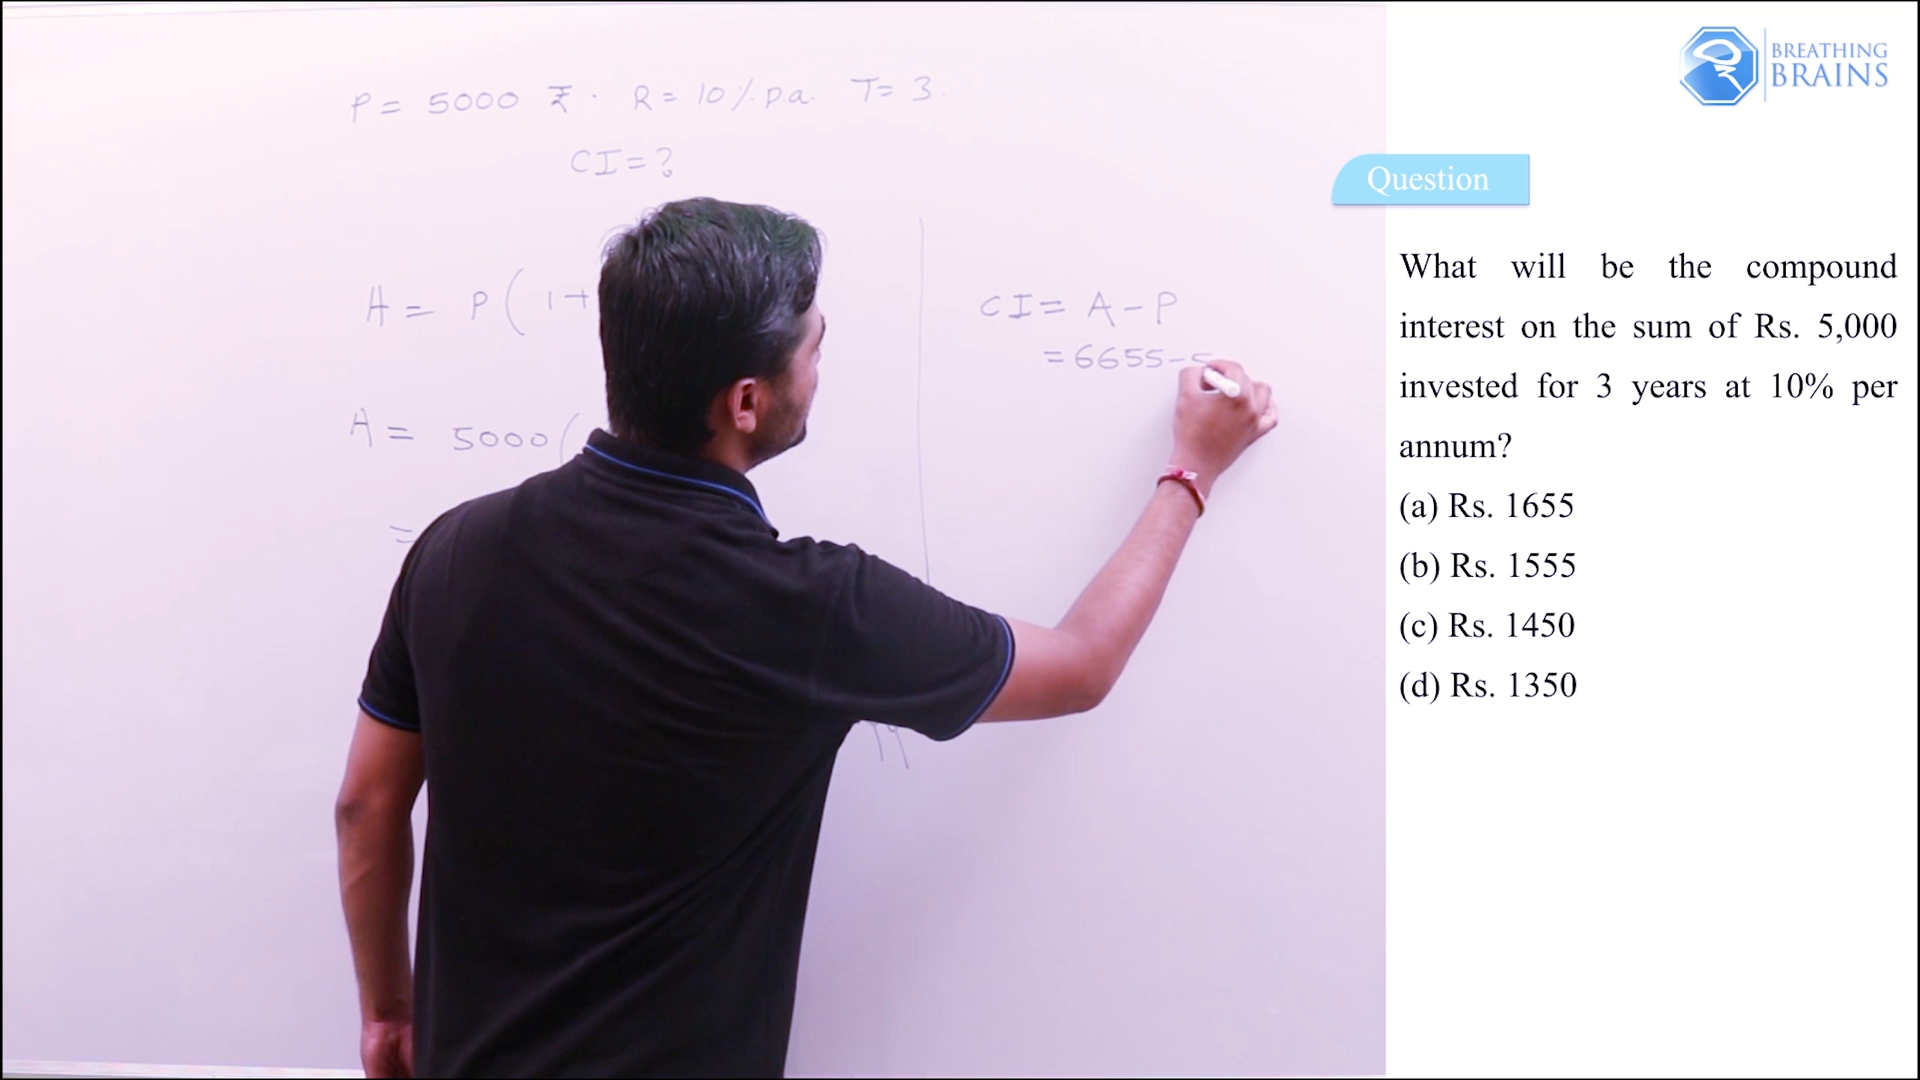 P = 5000 ₹. R = 10% p.a. T = 3.
CI = ?
A = P ( 1 +
A = 5000 (
=
CI = A - P
= 6655 - 5
BREATHING
BRAINS
Question
What will be the compound
interest on the sum of Rs. 5,000
invested for 3 years at 10% per
annum?
(a) Rs. 1655
(b) Rs. 1555
(c) Rs. 1450
(d) Rs. 1350